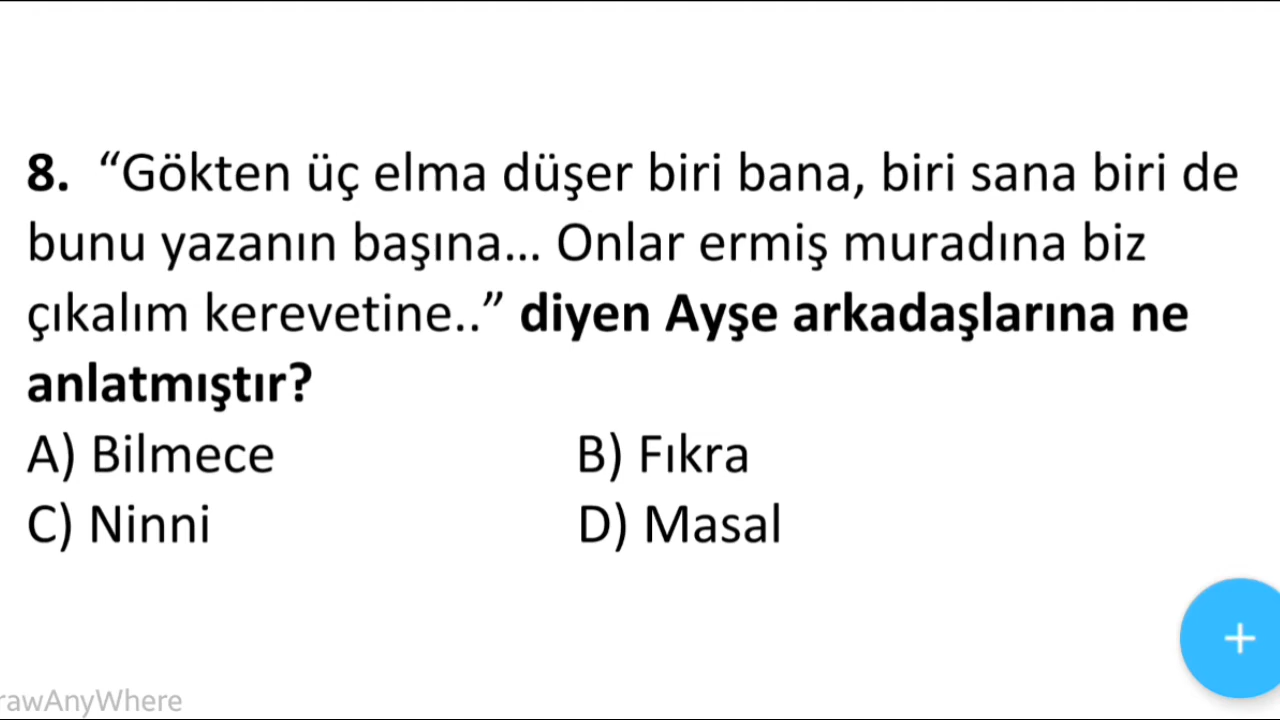 8. “Gökten üç elma düşer biri bana, biri sana biri de
bunu yazanın başına... Onlar ermiş muradına biz
çıkalım kerevetine..” diyen Ayşe arkadaşlarına ne
anlatmıştır?
A) Bilmece B) Fıkra
C) Ninni D) Masal
+
rawAnyWhere